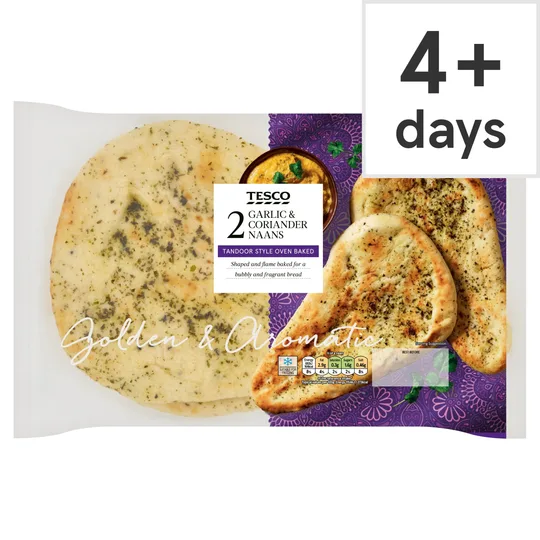 4+
days
TESCO
2 GARLIC &
CORIANDER
NAANS
TANDOOR STYLE OVEN BAKED
Shaped and flame baked for a
bubbly and fragrant bread
Golden & Aromatic